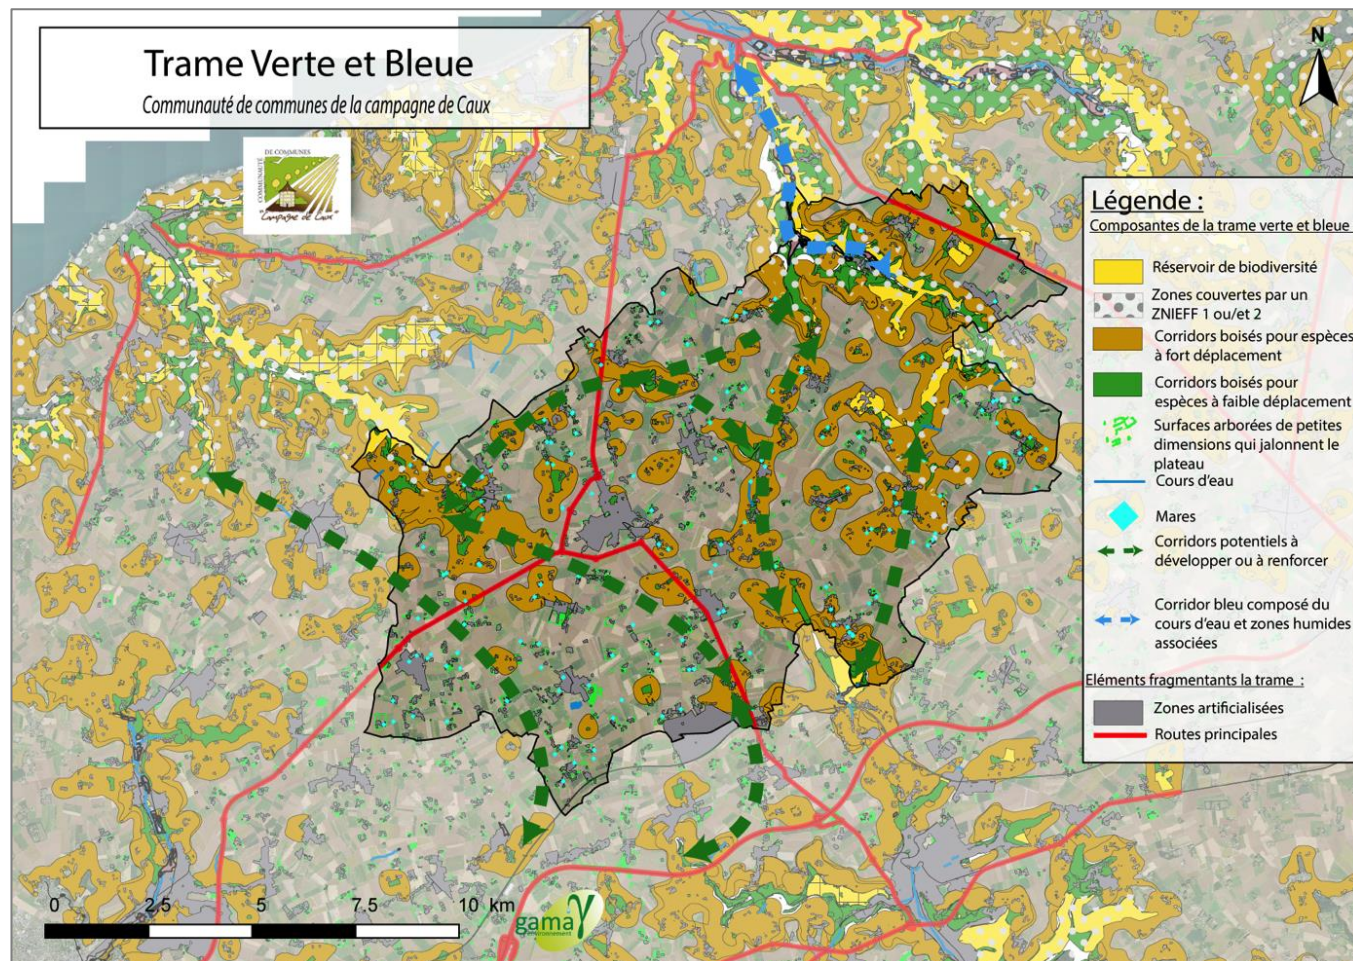 Trame Verte et Bleue
Communauté de communes de la campagne de Caux
DE COMMUNES
COMMUNAUTÉ
"Campagne de Caux"
N
Légende :
Composantes de la trame verte et bleue
Réservoir de biodiversité
Zones couvertes par un
ZNIEFF 1 ou/et 2
Corridors boisés pour espèces
à fort déplacement
Corridors boisés pour
espèces à faible déplacement
Surfaces arborées de petites
dimensions qui jalonnent le
plateau
Cours d'eau
Mares
Corridors potentiels à
développer ou à renforcer
Corridor bleu composé du
cours d'eau et zones humides
associées
Eléments fragmentants la trame :
Zones artificialisées
Routes principales
0 2.5 5 7.5 10 km
gama
environnement